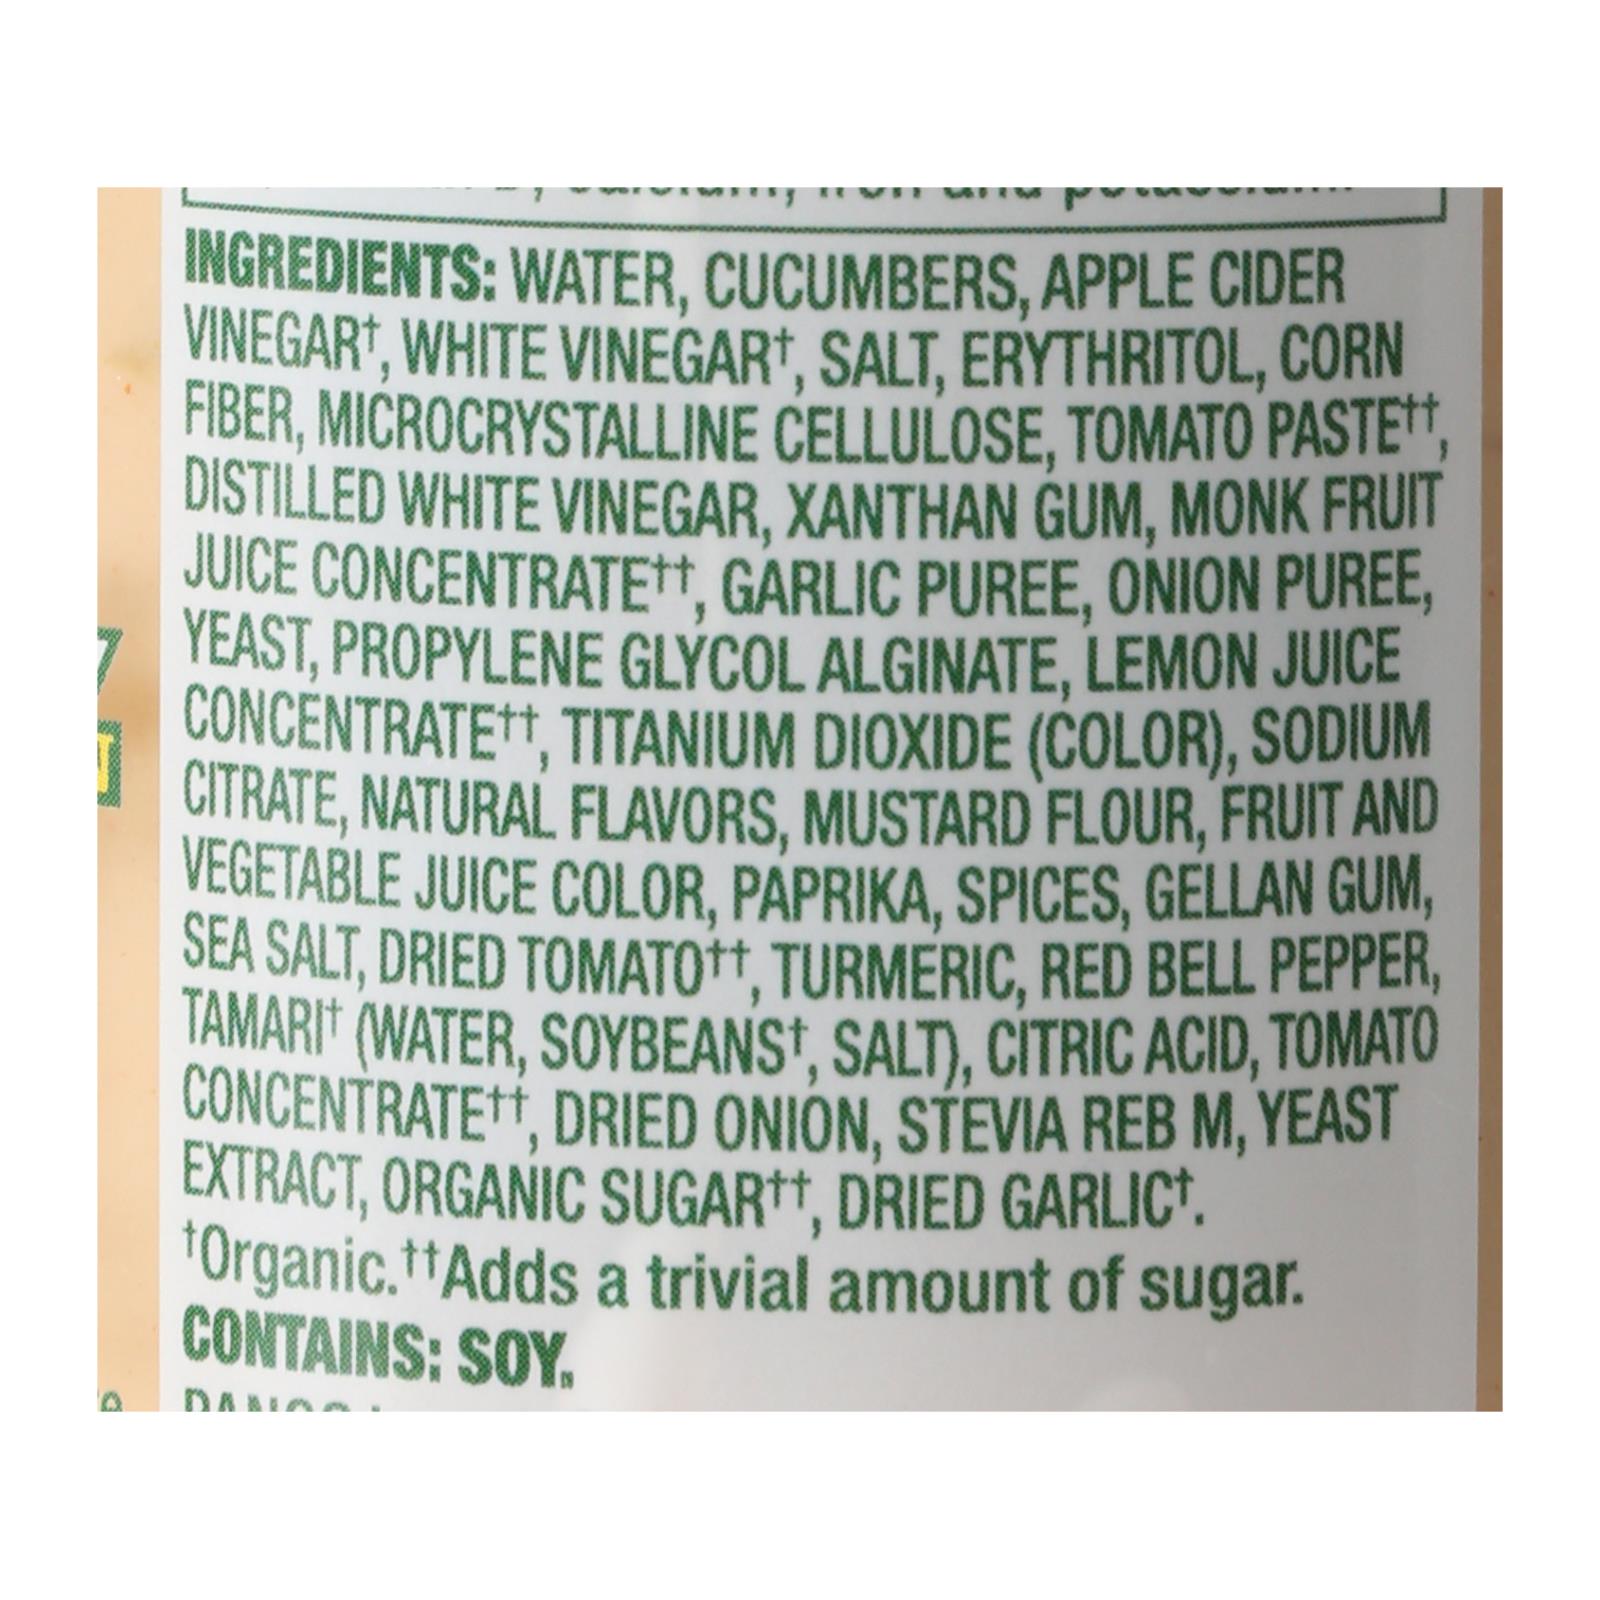 calcium, iron and potassium.
INGREDIENTS: WATER, CUCUMBERS, APPLE CIDER
VINEGAR†, WHITE VINEGAR†, SALT, ERYTHRITOL, CORN
FIBER, MICROCRYSTALLINE CELLULOSE, TOMATO PASTE††,
DISTILLED WHITE VINEGAR, XANTHAN GUM, MONK FRUIT
JUICE CONCENTRATE††, GARLIC PUREE, ONION PUREE,
YEAST, PROPYLENE GLYCOL ALGINATE, LEMON JUICE
CONCENTRATE††, TITANIUM DIOXIDE (COLOR), SODIUM
CITRATE, NATURAL FLAVORS, MUSTARD FLOUR, FRUIT AND
VEGETABLE JUICE COLOR, PAPRIKA, SPICES, GELLAN GUM,
SEA SALT, DRIED TOMATO††, TURMERIC, RED BELL PEPPER,
TAMARI† (WATER, SOYBEANS†, SALT), CITRIC ACID, TOMATO
CONCENTRATE††, DRIED ONION, STEVIA REB M, YEAST
EXTRACT, ORGANIC SUGAR††, DRIED GARLIC†.
†Organic. ††Adds a trivial amount of sugar.
CONTAINS: SOY.